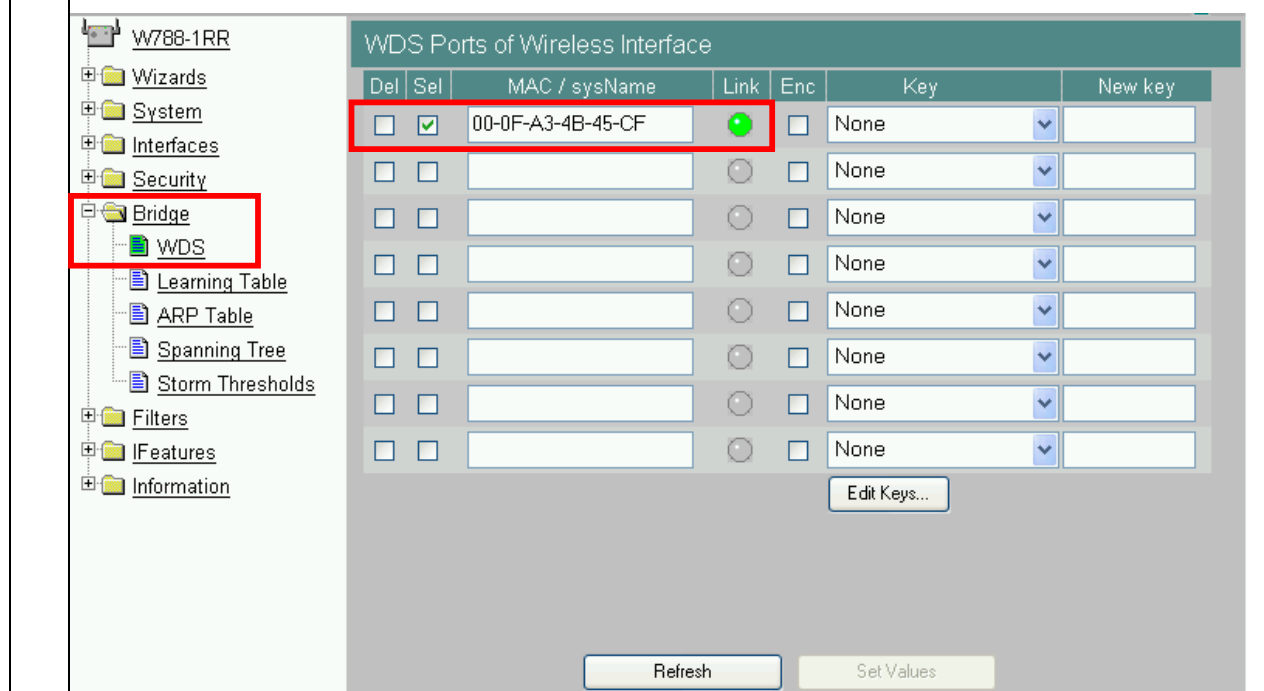 W788-1RR
Wizards
System
Interfaces
Security
Bridge
WDS
Learning Table
ARP Table
Spanning Tree
Storm Thresholds
Filters
IFeatures
Information
WDS Ports of Wireless Interface
Del Sel MAC / sysName Link Enc Key New key
00-0F-A3-4B-45-CF None
None
None
None
None
None
None
None
Edit Keys...
Refresh Set Values